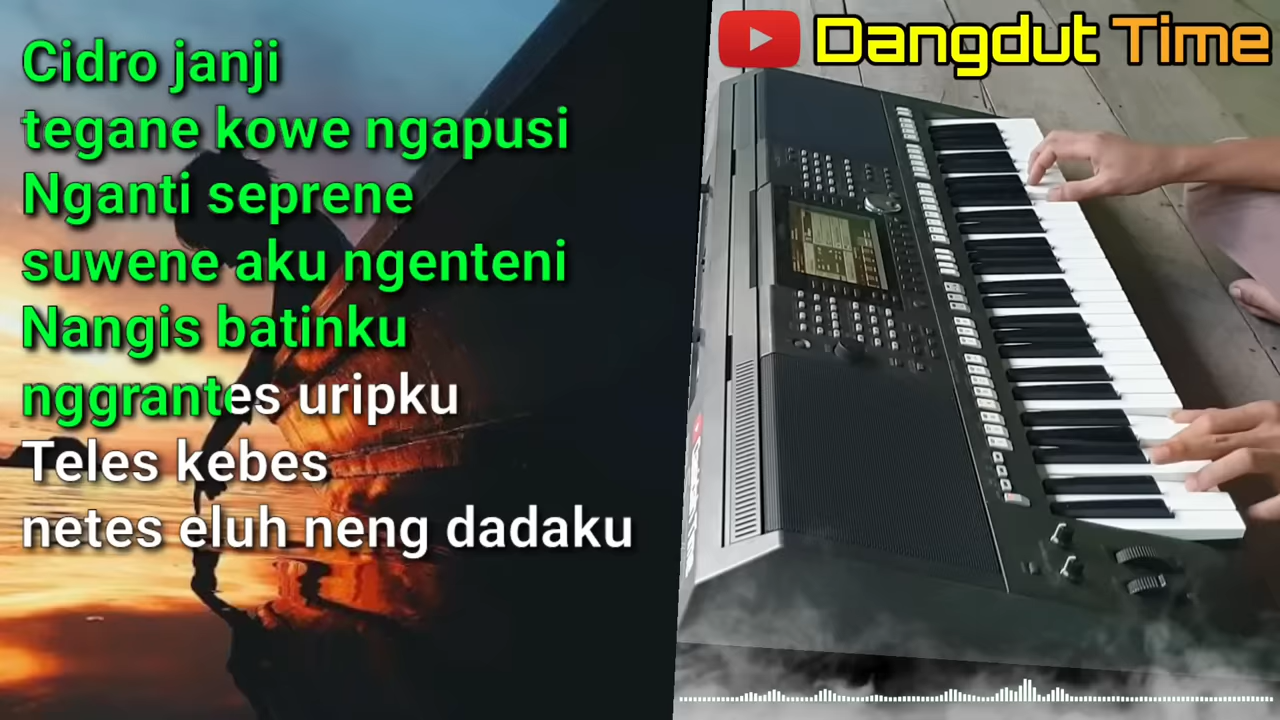 Cidro janji
tegane kowe ngapusi
Nganti seprene
suwene aku ngenteni
Nangis batinku
nggrantes uripku
Teles kebes
netes eluh neng dadaku
Dangdut Time